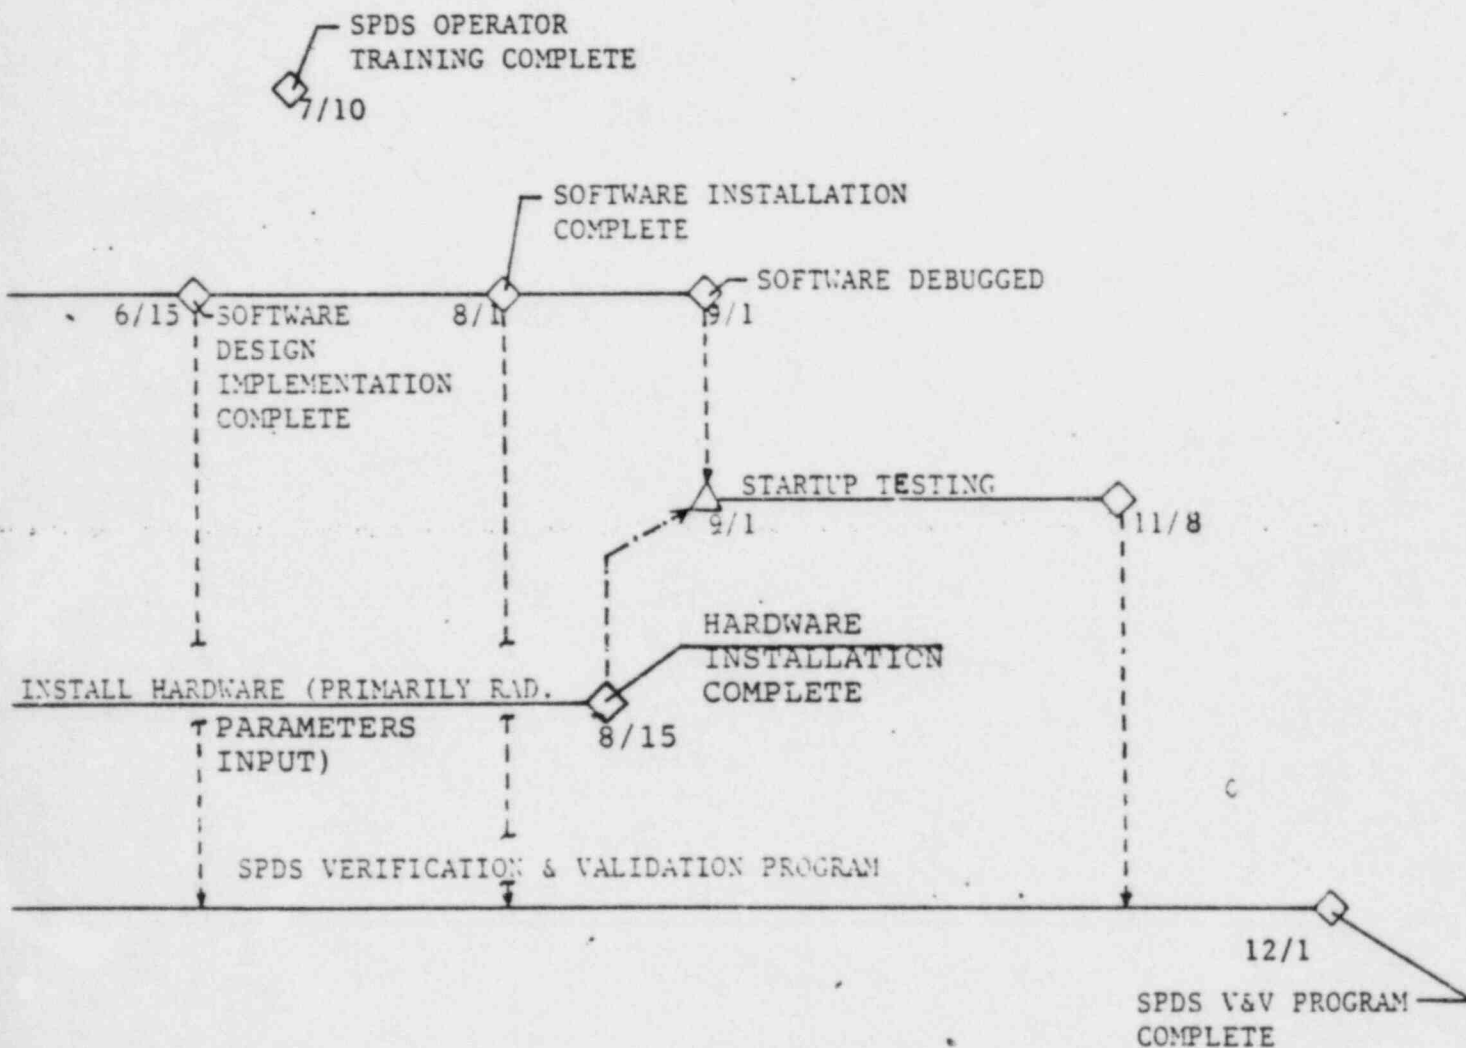 SPDS OPERATOR
TRAINING COMPLETE
7/10
SOFTWARE INSTALLATION
COMPLETE
SOFTWARE DEBUGGED
6/15
SOFTWARE
DESIGN
IMPLEMENTATION
COMPLETE
8/1
9/1
STARTUP TESTING
9/1
11/8
HARDWARE
INSTALLATION
COMPLETE
INSTALL HARDWARE (PRIMARILY RAD.
PARAMETERS
INPUT)
8/15
SPDS VERIFICATION & VALIDATION PROGRAM
12/1
SPDS V&V PROGRAM
COMPLETE